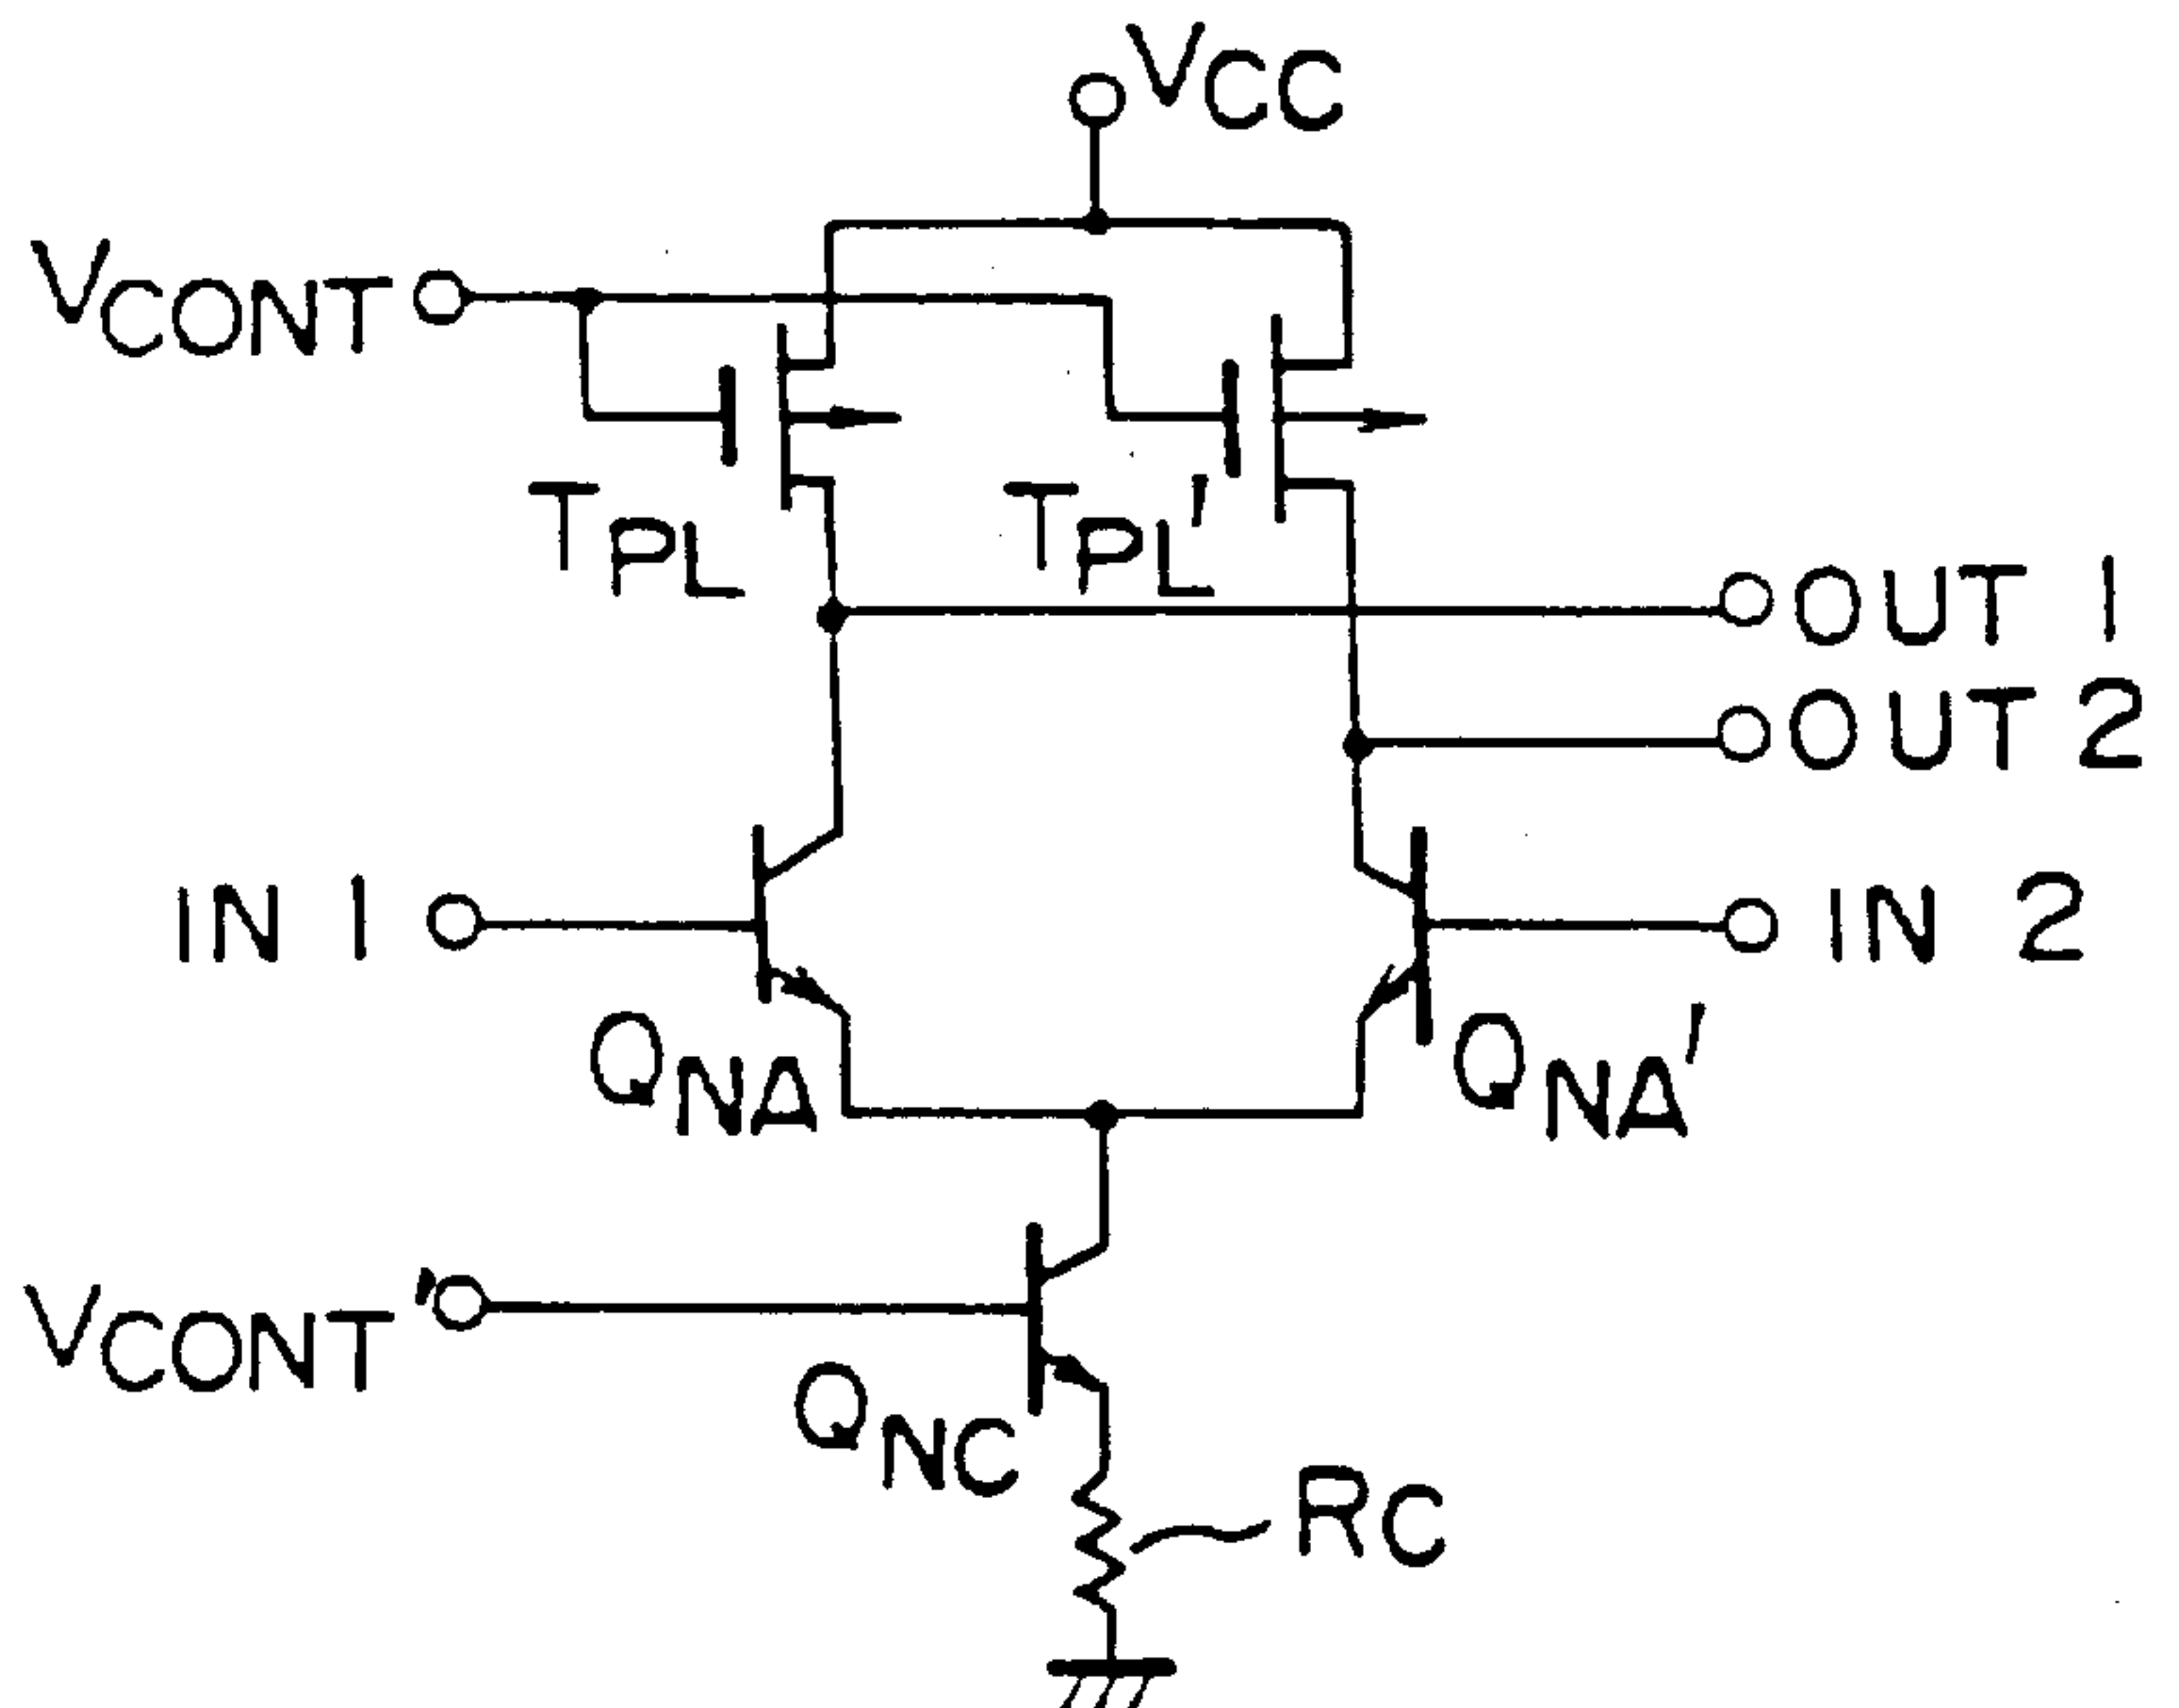 VCC
VCONT
TPL
TPL'
OUT 1
OUT 2
IN 1
IN 2
QNA
QNA'
VCONT'
QNC
RC